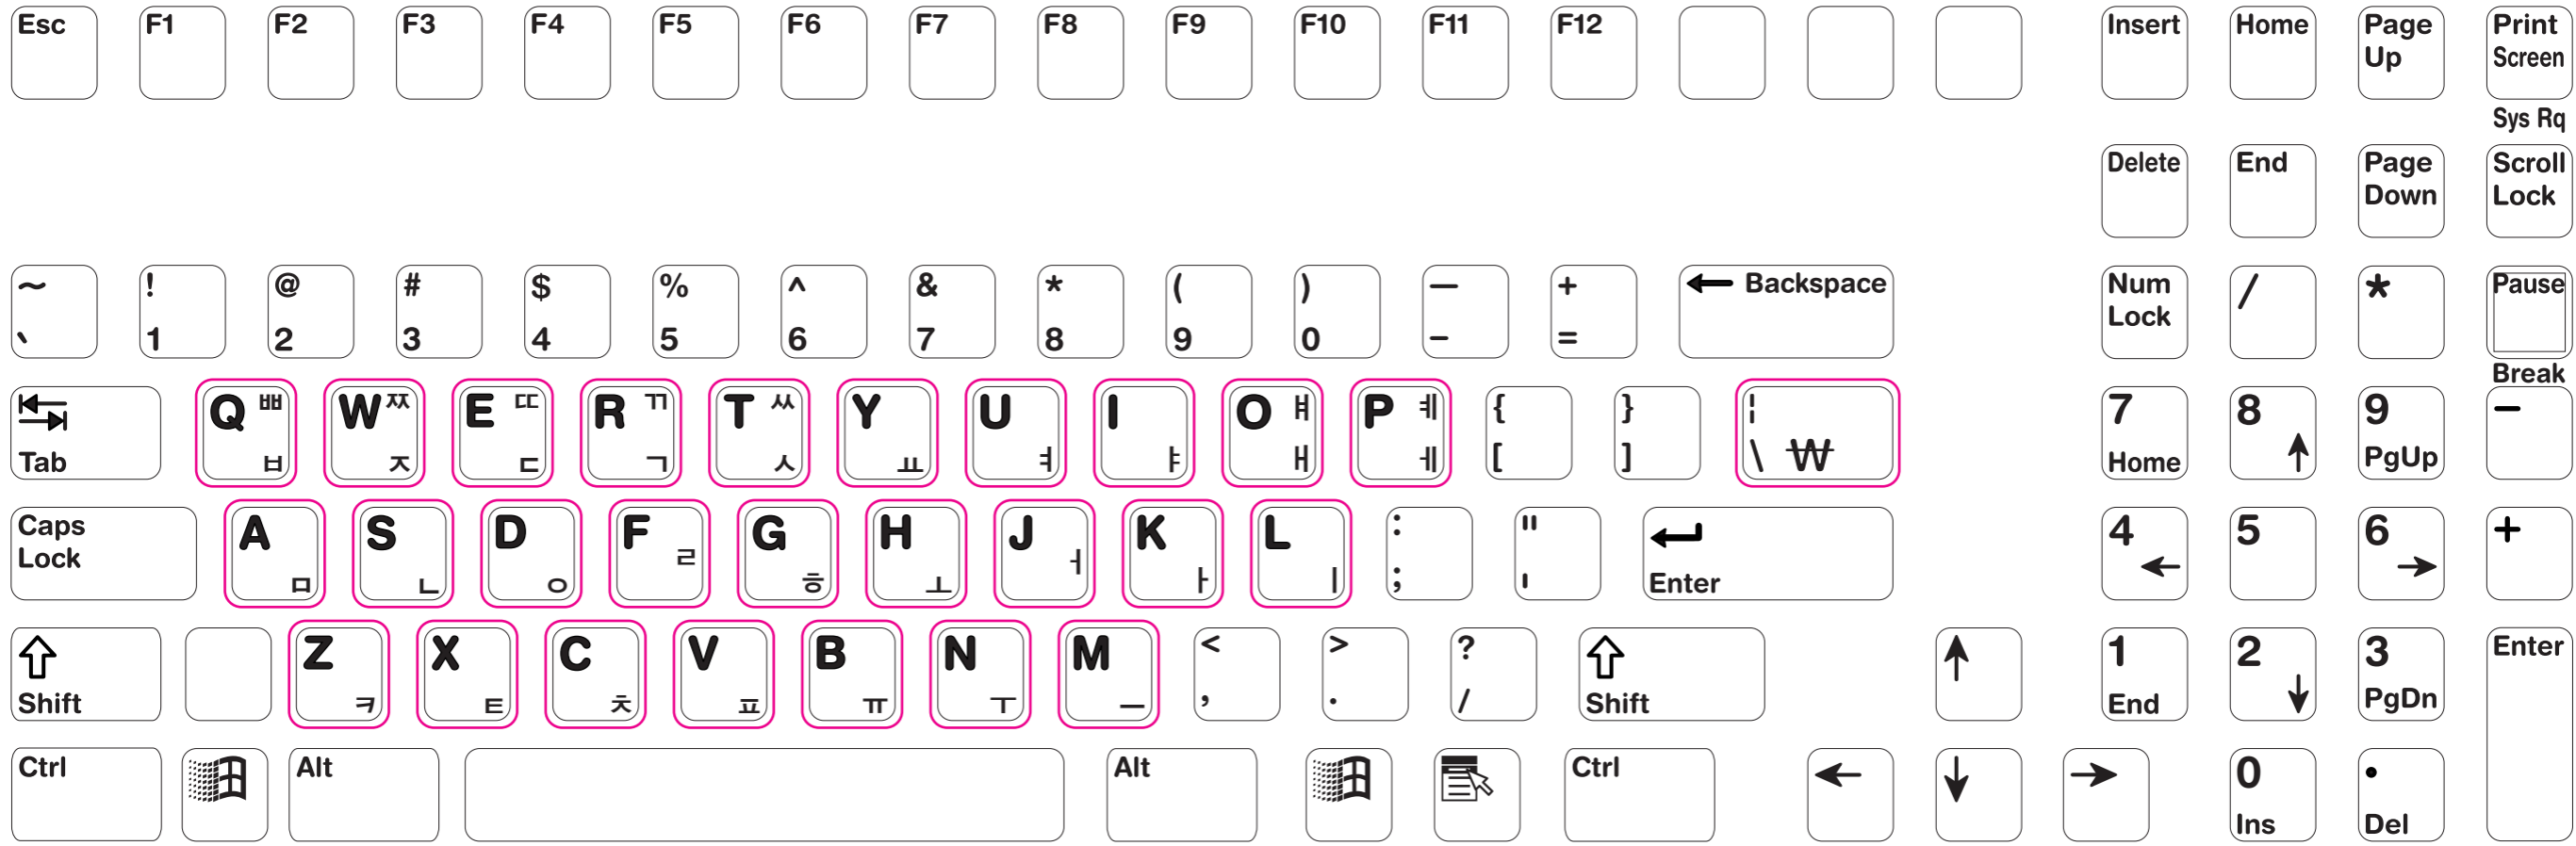 Esc F1 F2 F3 F4 F5 F6 F7 F8 F9 F10 F11 F12 Insert Home Page Up Print Screen
Sys Rq
Delete End Page Down Scroll Lock
~ ! @ # $ % ^ & * ( ) — + ← Backspace Num Lock / * Pause
` 1 2 3 4 5 6 7 8 9 0 - =
Break
Tab Q ㅃ W ㅉ E ㄸ R ㄲ T ㅆ Y U I O ㅒ P ㅖ { } ¦ 7 8 9 −
ㅂ ㅈ ㄷ ㄱ ㅅ ㅛ ㅕ ㅑ ㅐ ㅔ [ ] \ ₩ Home ↑ PgUp
Caps Lock A S D F G H J K L : " ↵ 4 5 6 +
ㅁ ㄴ ㅇ ㄹ ㅎ ㅗ ㅓ ㅏ ㅣ ; ' Enter ← →
⇧ Z X C V B N M < > ? ⇧ ↑ 1 2 3 Enter
Shift ㅋ ㅌ ㅊ ㅍ ㅠ ㅜ ㅡ , . / Shift End ↓ PgDn
Ctrl Alt Alt Ctrl ← ↓ → 0 •
Ins Del